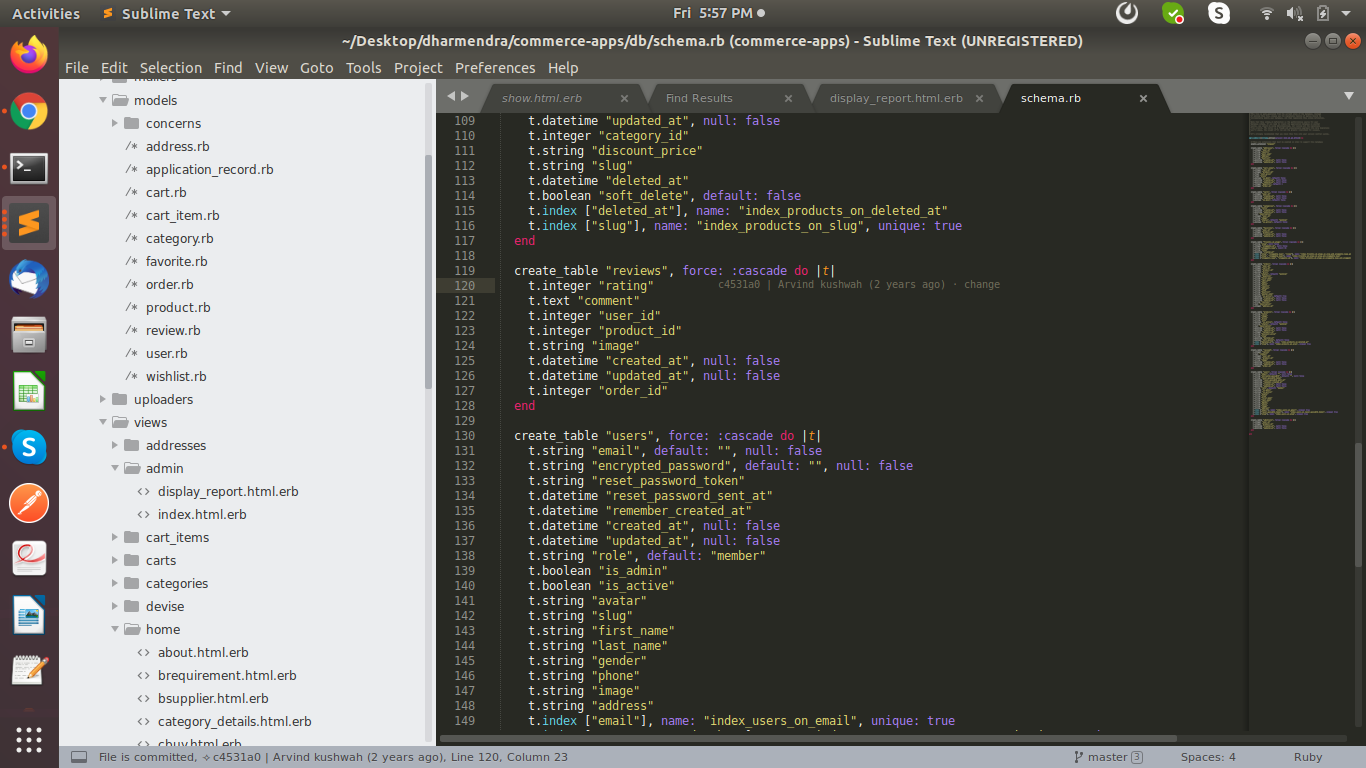 Activities
Sublime Text
Fri 5:57 PM
~/Desktop/dharmendra/commerce-apps/db/schema.rb (commerce-apps) - Sublime Text (UNREGISTERED)
File Edit Selection Find View Goto Tools Project Preferences Help
models
concerns
address.rb
application_record.rb
cart.rb
cart_item.rb
category.rb
favorite.rb
order.rb
product.rb
review.rb
user.rb
wishlist.rb
uploaders
views
addresses
admin
display_report.html.erb
index.html.erb
cart_items
carts
categories
devise
home
about.html.erb
brequirement.html.erb
bsupplier.html.erb
category_details.html.erb
show.html.erb
Find Results
display_report.html.erb
schema.rb
109 t.datetime "updated_at", null: false
110 t.integer "category_id"
111 t.string "discount_price"
112 t.string "slug"
113 t.datetime "deleted_at"
114 t.boolean "soft_delete", default: false
115 t.index ["deleted_at"], name: "index_products_on_deleted_at"
116 t.index ["slug"], name: "index_products_on_slug", unique: true
117 end
118
119 create_table "reviews", force: :cascade do |t|
120 t.integer "rating" c4531a0 | Arvind kushwah (2 years ago) · change
121 t.text "comment"
122 t.integer "user_id"
123 t.integer "product_id"
124 t.string "image"
125 t.datetime "created_at", null: false
126 t.datetime "updated_at", null: false
127 t.integer "order_id"
128 end
129
130 create_table "users", force: :cascade do |t|
131 t.string "email", default: "", null: false
132 t.string "encrypted_password", default: "", null: false
133 t.string "reset_password_token"
134 t.datetime "reset_password_sent_at"
135 t.datetime "remember_created_at"
136 t.datetime "created_at", null: false
137 t.datetime "updated_at", null: false
138 t.string "role", default: "member"
139 t.boolean "is_admin"
140 t.boolean "is_active"
141 t.string "avatar"
142 t.string "slug"
143 t.string "first_name"
144 t.string "last_name"
145 t.string "gender"
146 t.string "phone"
147 t.string "image"
148 t.string "address"
149 t.index ["email"], name: "index_users_on_email", unique: true
File is committed, ⟡c4531a0 | Arvind kushwah (2 years ago), Line 120, Column 23
master 3
Spaces: 4
Ruby